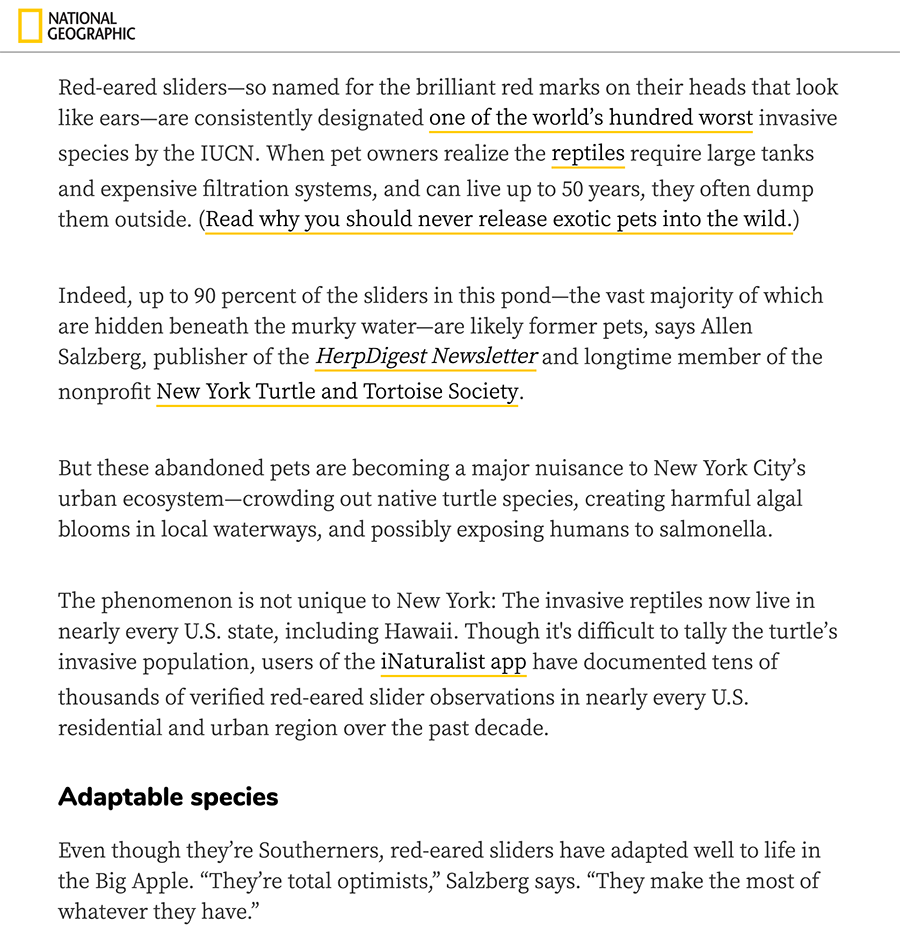 NATIONAL
GEOGRAPHIC
Red-eared sliders—so named for the brilliant red marks on their heads that look
like ears—are consistently designated one of the world’s hundred worst invasive
species by the IUCN. When pet owners realize the reptiles require large tanks
and expensive filtration systems, and can live up to 50 years, they often dump
them outside. (Read why you should never release exotic pets into the wild.)
Indeed, up to 90 percent of the sliders in this pond—the vast majority of which
are hidden beneath the murky water—are likely former pets, says Allen
Salzberg, publisher of the HerpDigest Newsletter and longtime member of the
nonprofit New York Turtle and Tortoise Society.
But these abandoned pets are becoming a major nuisance to New York City’s
urban ecosystem—crowding out native turtle species, creating harmful algal
blooms in local waterways, and possibly exposing humans to salmonella.
The phenomenon is not unique to New York: The invasive reptiles now live in
nearly every U.S. state, including Hawaii. Though it's difficult to tally the turtle’s
invasive population, users of the iNaturalist app have documented tens of
thousands of verified red-eared slider observations in nearly every U.S.
residential and urban region over the past decade.
Adaptable species
Even though they’re Southerners, red-eared sliders have adapted well to life in
the Big Apple. “They’re total optimists,” Salzberg says. “They make the most of
whatever they have.”